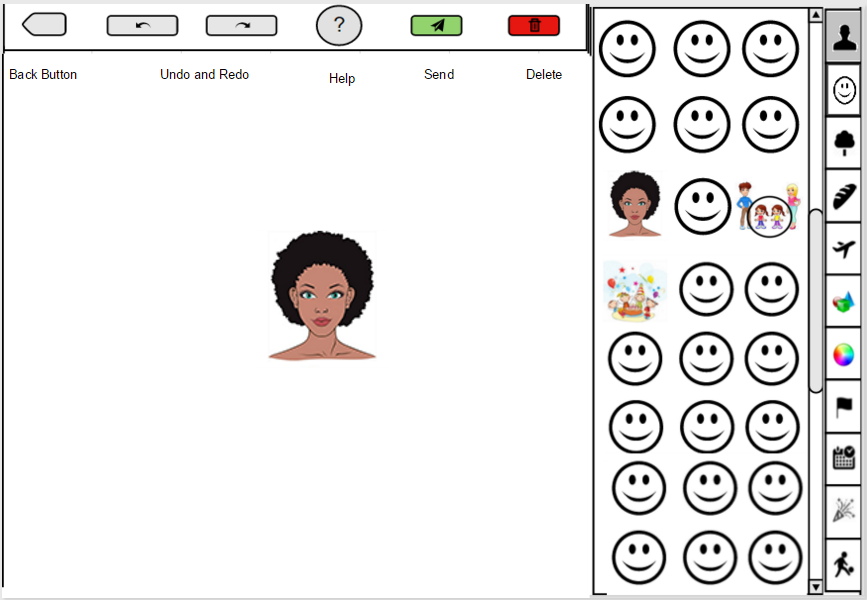 ?
Back Button
Undo and Redo
Help
Send
Delete